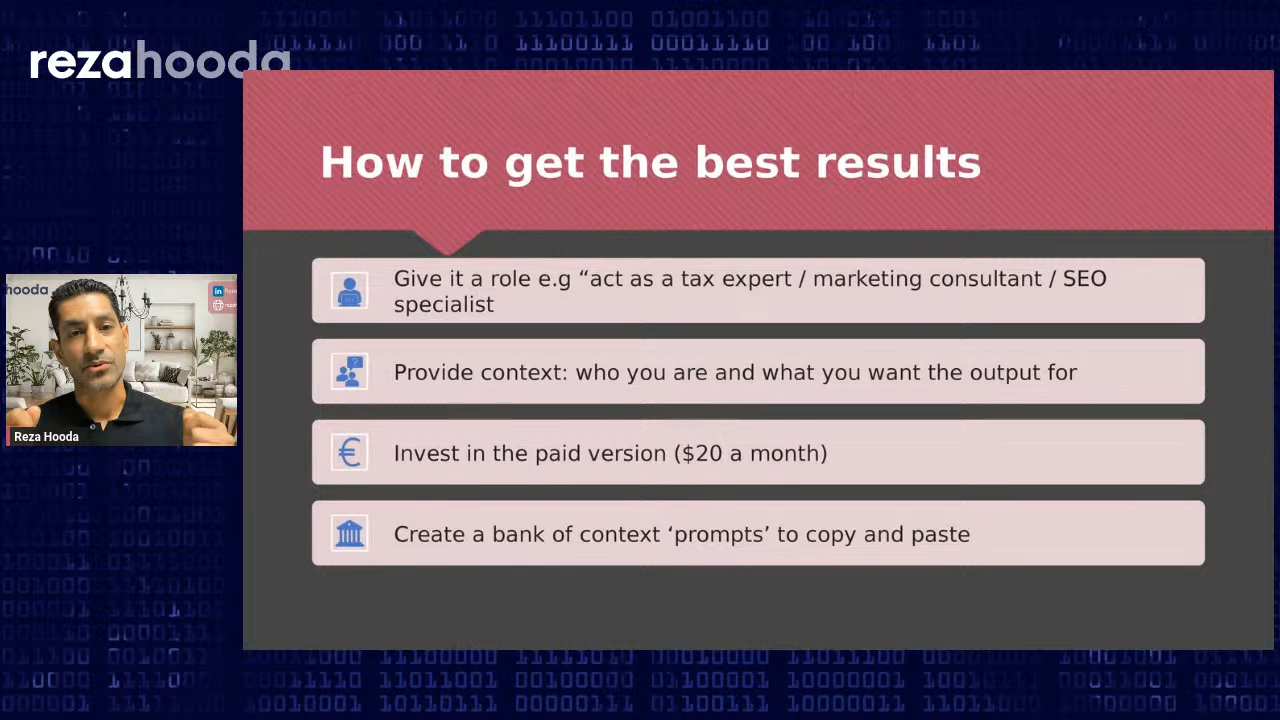 rezahooda
How to get the best results
Give it a role e.g “act as a tax expert / marketing consultant / SEO
specialist
Provide context: who you are and what you want the output for
Invest in the paid version ($20 a month)
Create a bank of context ‘prompts’ to copy and paste
hooda
in
Reza Hooda